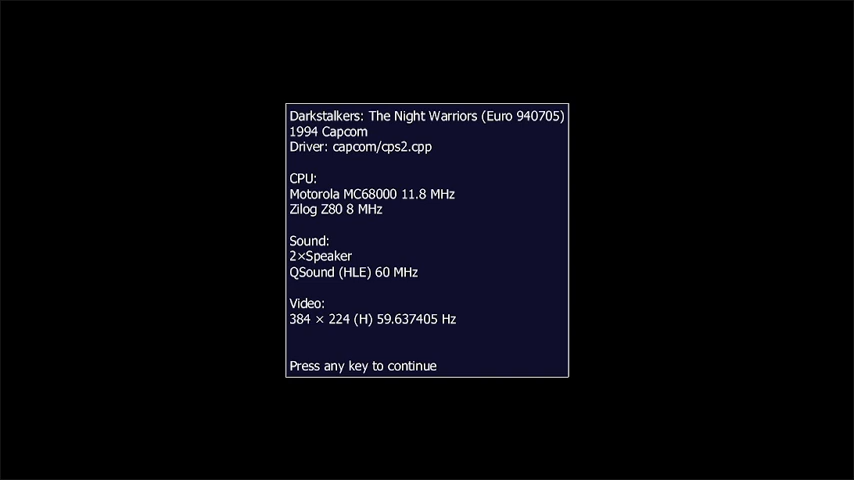 Darkstalkers: The Night Warriors (Euro 940705)
1994 Capcom
Driver: capcom/cps2.cpp
CPU:
Motorola MC68000 11.8 MHz
Zilog Z80 8 MHz
Sound:
2×Speaker
QSound (HLE) 60 MHz
Video:
384 × 224 (H) 59.637405 Hz
Press any key to continue